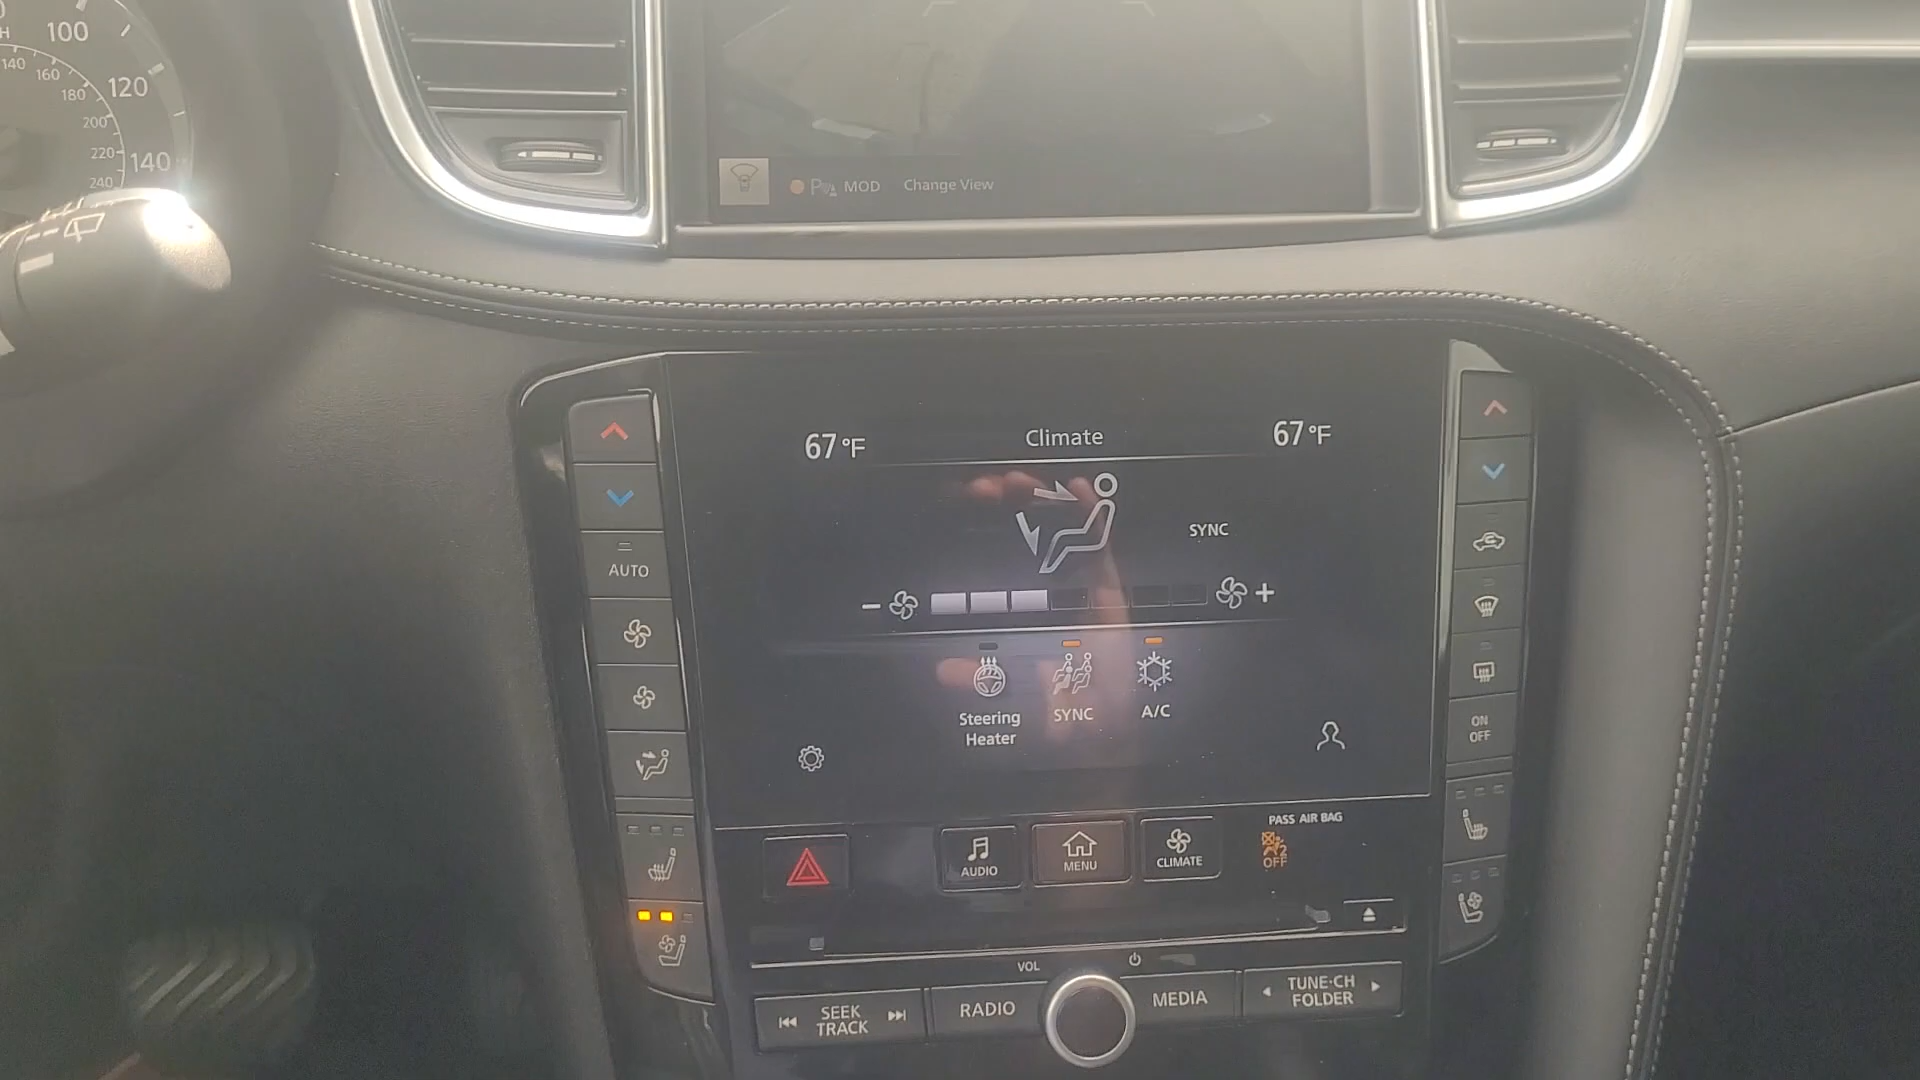 100
120
140
140
160
180
200
220
240
MOD
Change View
67°F
Climate
67°F
SYNC
AUTO
Steering
Heater
SYNC
A/C
ON
OFF
PASS AIR BAG
AUDIO
MENU
CLIMATE
2
OFF
VOL
SEEK
TRACK
RADIO
MEDIA
TUNE·CH
FOLDER